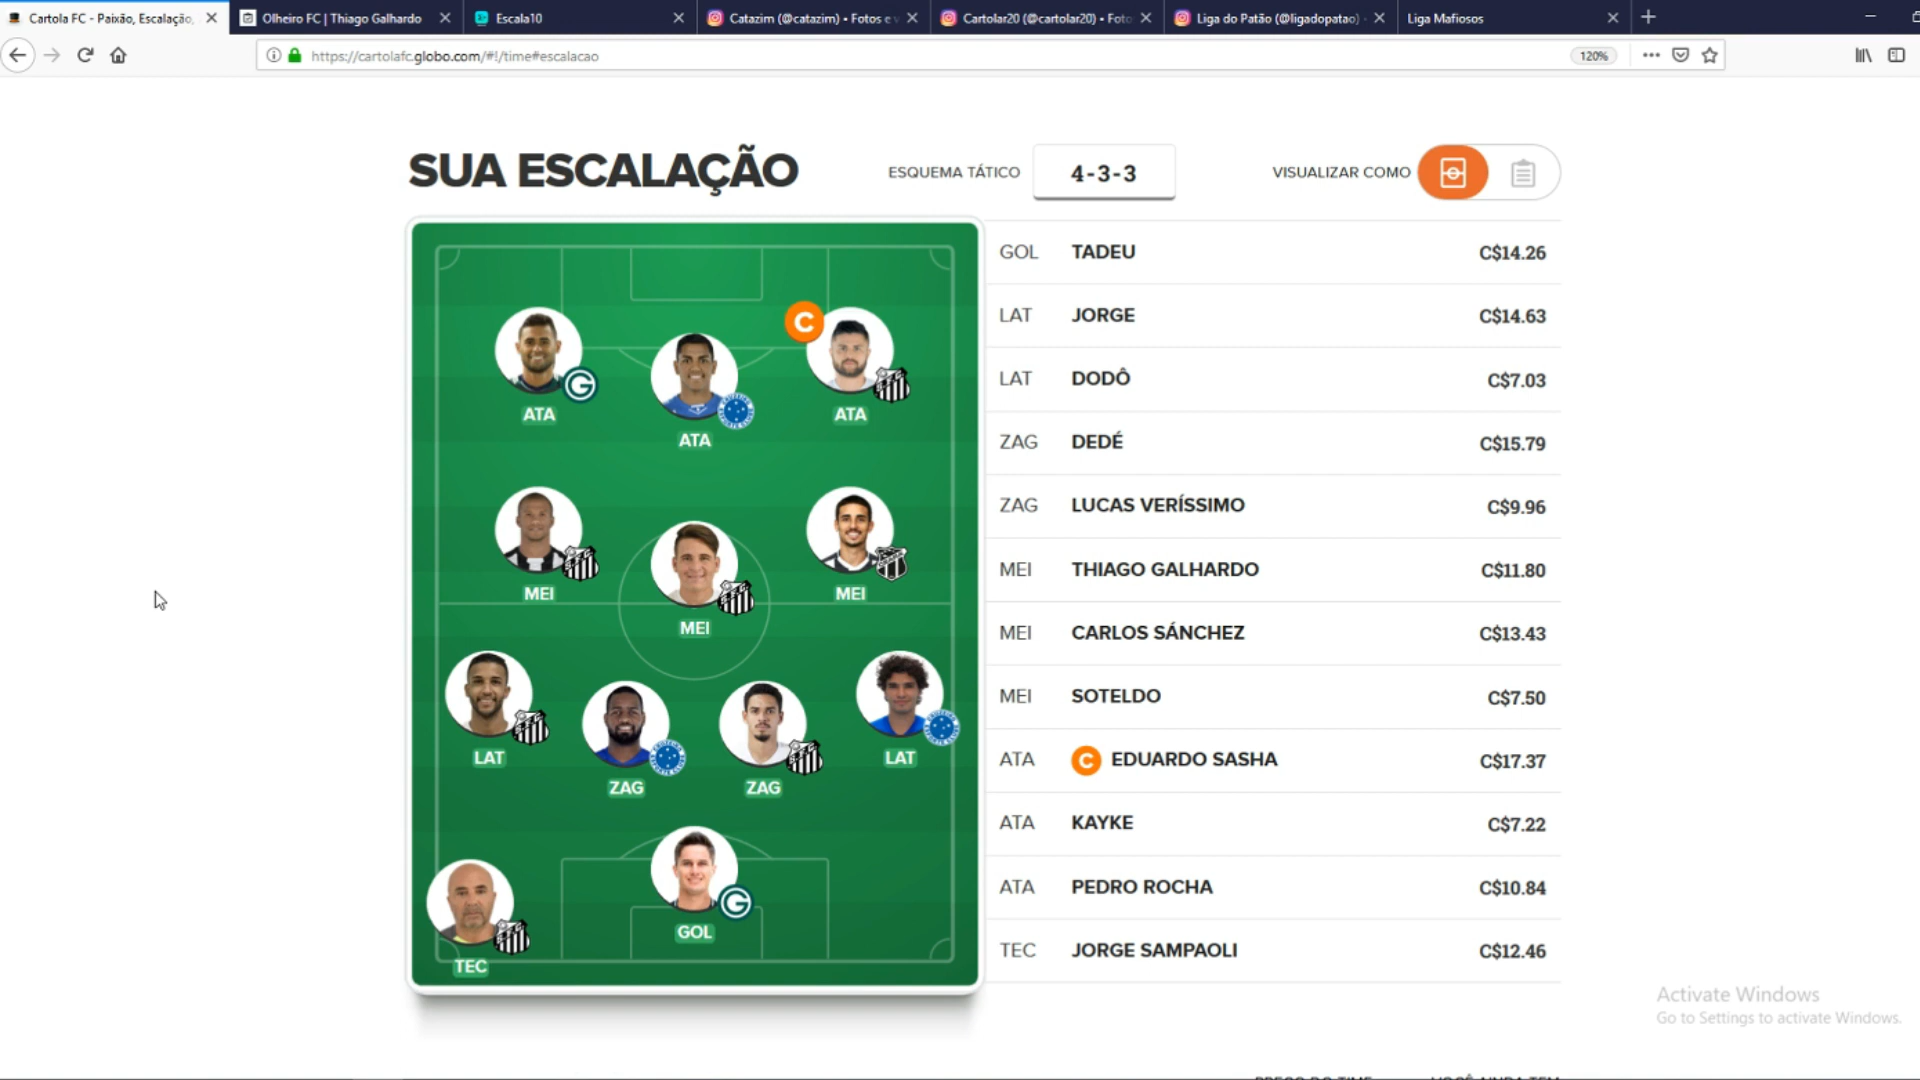 Cartola FC - Paixão, Escalação,
Olheiro FC | Thiago Galhardo
Escala10
Catazim (@catazim) • Fotos e v
Cartolar20 (@cartolar20) • Foto
Liga do Patão (@ligadopatao)
Liga Mafiosos
https://cartolafc.globo.com/#!/time#escalacao
120%
SUA ESCALAÇÃO
ESQUEMA TÁTICO
4-3-3
VISUALIZAR COMO
C
ATA
ATA
ATA
MEI
MEI
MEI
LAT
ZAG
ZAG
LAT
GOL
TEC
GOL TADEU C$14.26
LAT JORGE C$14.63
LAT DODÔ C$7.03
ZAG DEDÉ C$15.79
ZAG LUCAS VERÍSSIMO C$9.96
MEI THIAGO GALHARDO C$11.80
MEI CARLOS SÁNCHEZ C$13.43
MEI SOTELDO C$7.50
ATA C EDUARDO SASHA C$17.37
ATA KAYKE C$7.22
ATA PEDRO ROCHA C$10.84
TEC JORGE SAMPAOLI C$12.46
Activate Windows
Go to Settings to activate Windows.